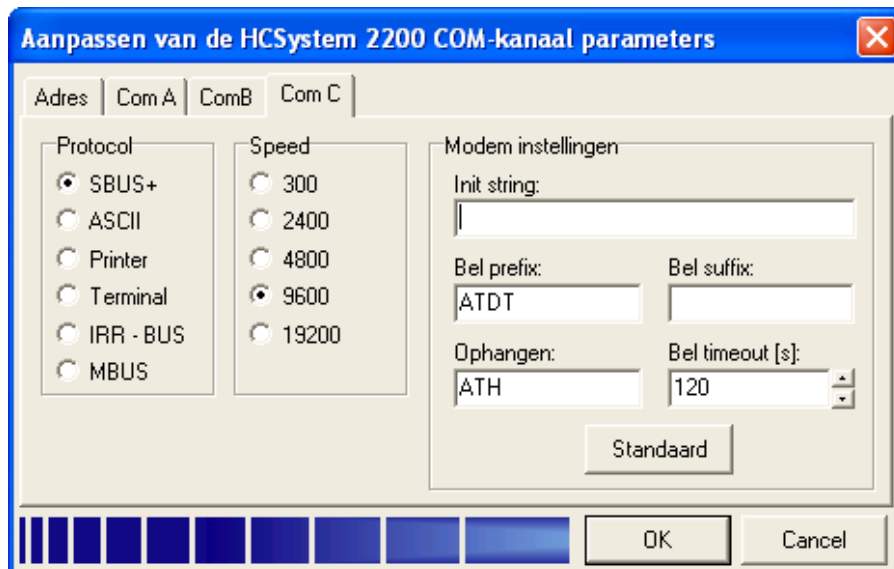 Aanpassen van de HCSystem 2200 COM-kanaal parameters
Adres
Com A
ComB
Com C
Protocol
SBUS+
ASCII
Printer
Terminal
IRR - BUS
MBUS
Speed
300
2400
4800
9600
19200
Modem instellingen
Init string:
Bel prefix:
ATDT
Bel suffix:
Ophangen:
ATH
Bel timeout [s]:
120
Standaard
OK
Cancel